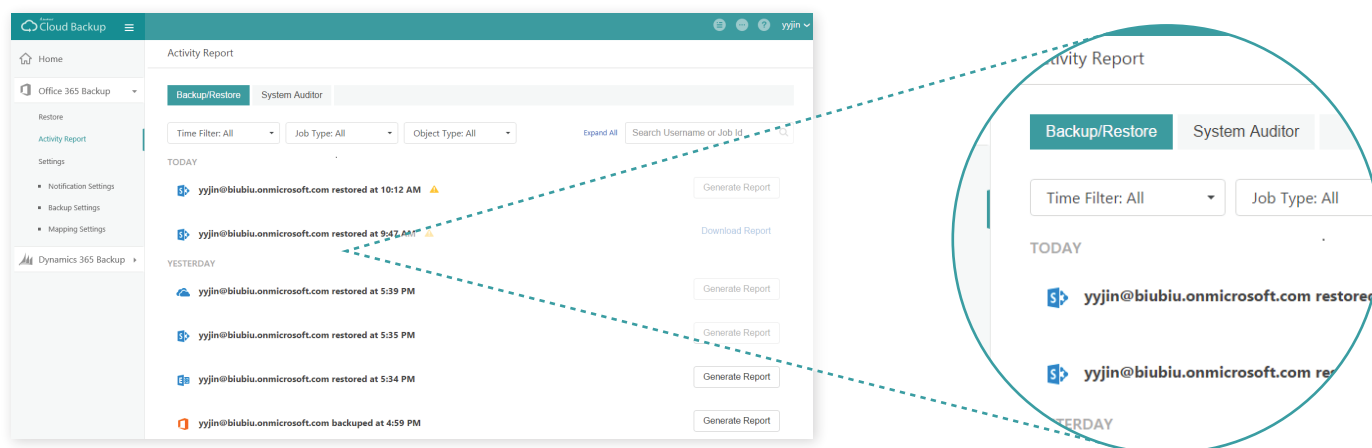 Cloud Backup
yyjin
Home
Office 365 Backup
Restore
Activity Report
Settings
Notification Settings
Backup Settings
Mapping Settings
Dynamics 365 Backup
Activity Report
Backup/Restore System Auditor
Time Filter: All Job Type: All Object Type: All Expand All Search Username or Job Id
TODAY
yyjin@biubiu.onmicrosoft.com restored at 10:12 AM Generate Report
yyjin@biubiu.onmicrosoft.com restored at 9:47 AM Download Report
YESTERDAY
yyjin@biubiu.onmicrosoft.com restored at 5:39 PM Generate Report
yyjin@biubiu.onmicrosoft.com restored at 5:35 PM Generate Report
yyjin@biubiu.onmicrosoft.com restored at 5:34 PM Generate Report
yyjin@biubiu.onmicrosoft.com backuped at 4:59 PM Generate Report
ivity Report
Backup/Restore System Auditor
Time Filter: All Job Type: All
TODAY
yyjin@biubiu.onmicrosoft.com restored
yyjin@biubiu.onmicrosoft.com res
TERDAY